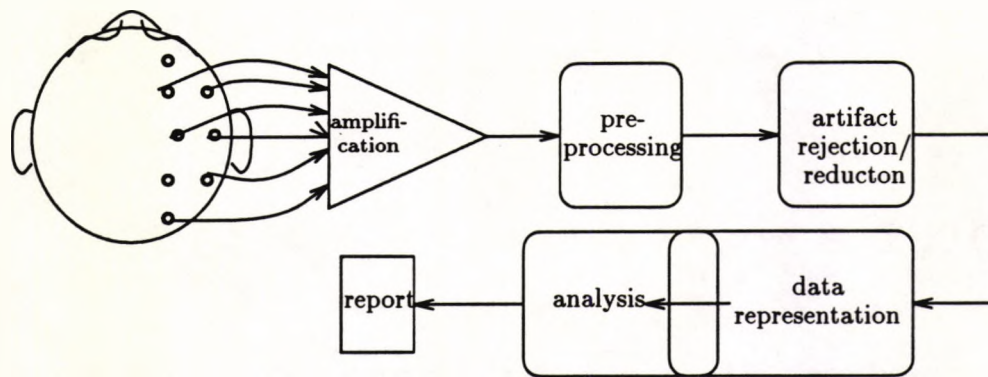 amplifi-
cation
pre-
processing
artifact
rejection/
reducton
report
analysis
data
representation